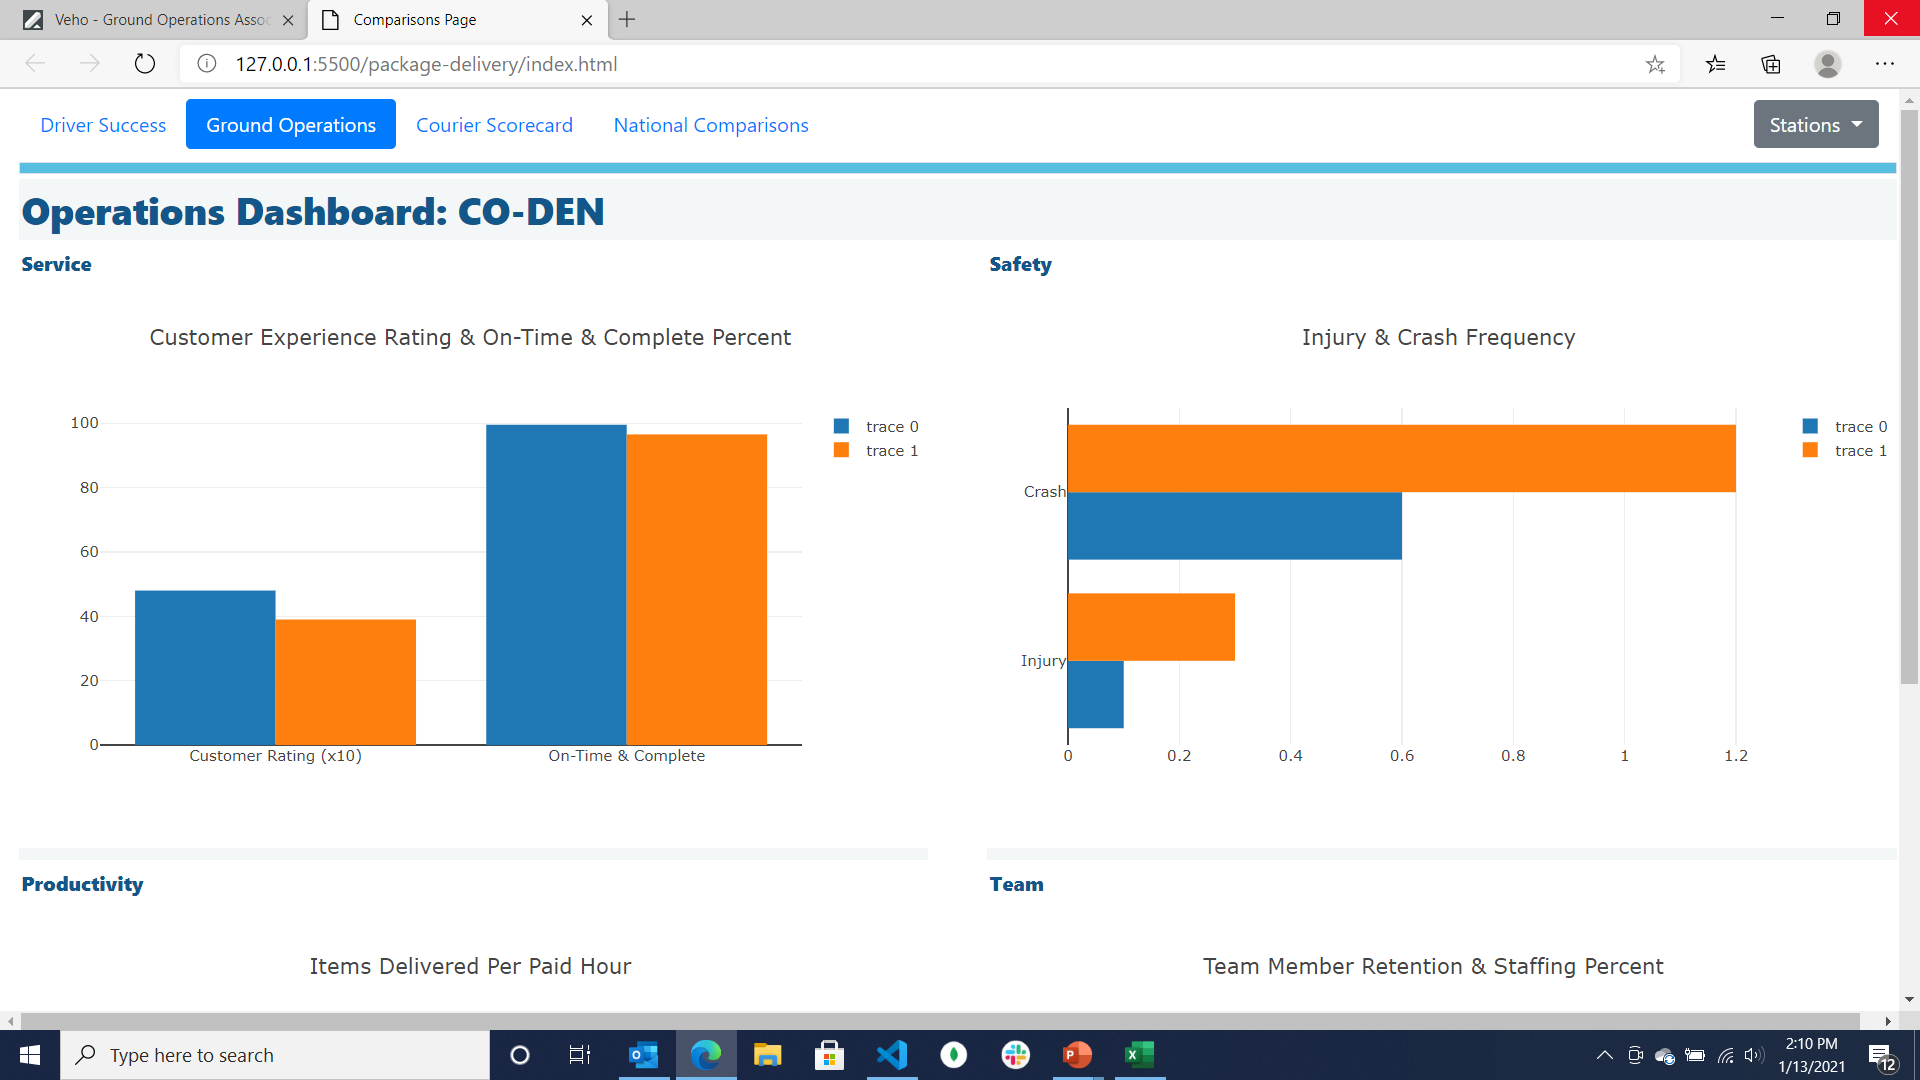 Veho - Ground Operations Assoc
Comparisons Page
127.0.0.1:5500/package-delivery/index.html
Driver Success
Ground Operations
Courier Scorecard
National Comparisons
Stations
Operations Dashboard: CO-DEN
Service
Safety
Customer Experience Rating & On-Time & Complete Percent
100
80
60
40
20
0
Customer Rating (x10)
On-Time & Complete
trace 0
trace 1
Injury & Crash Frequency
Crash
Injury
0
0.2
0.4
0.6
0.8
1
1.2
trace 0
trace 1
Productivity
Team
Items Delivered Per Paid Hour
Team Member Retention & Staffing Percent
Type here to search
2:10 PM
1/13/2021
12